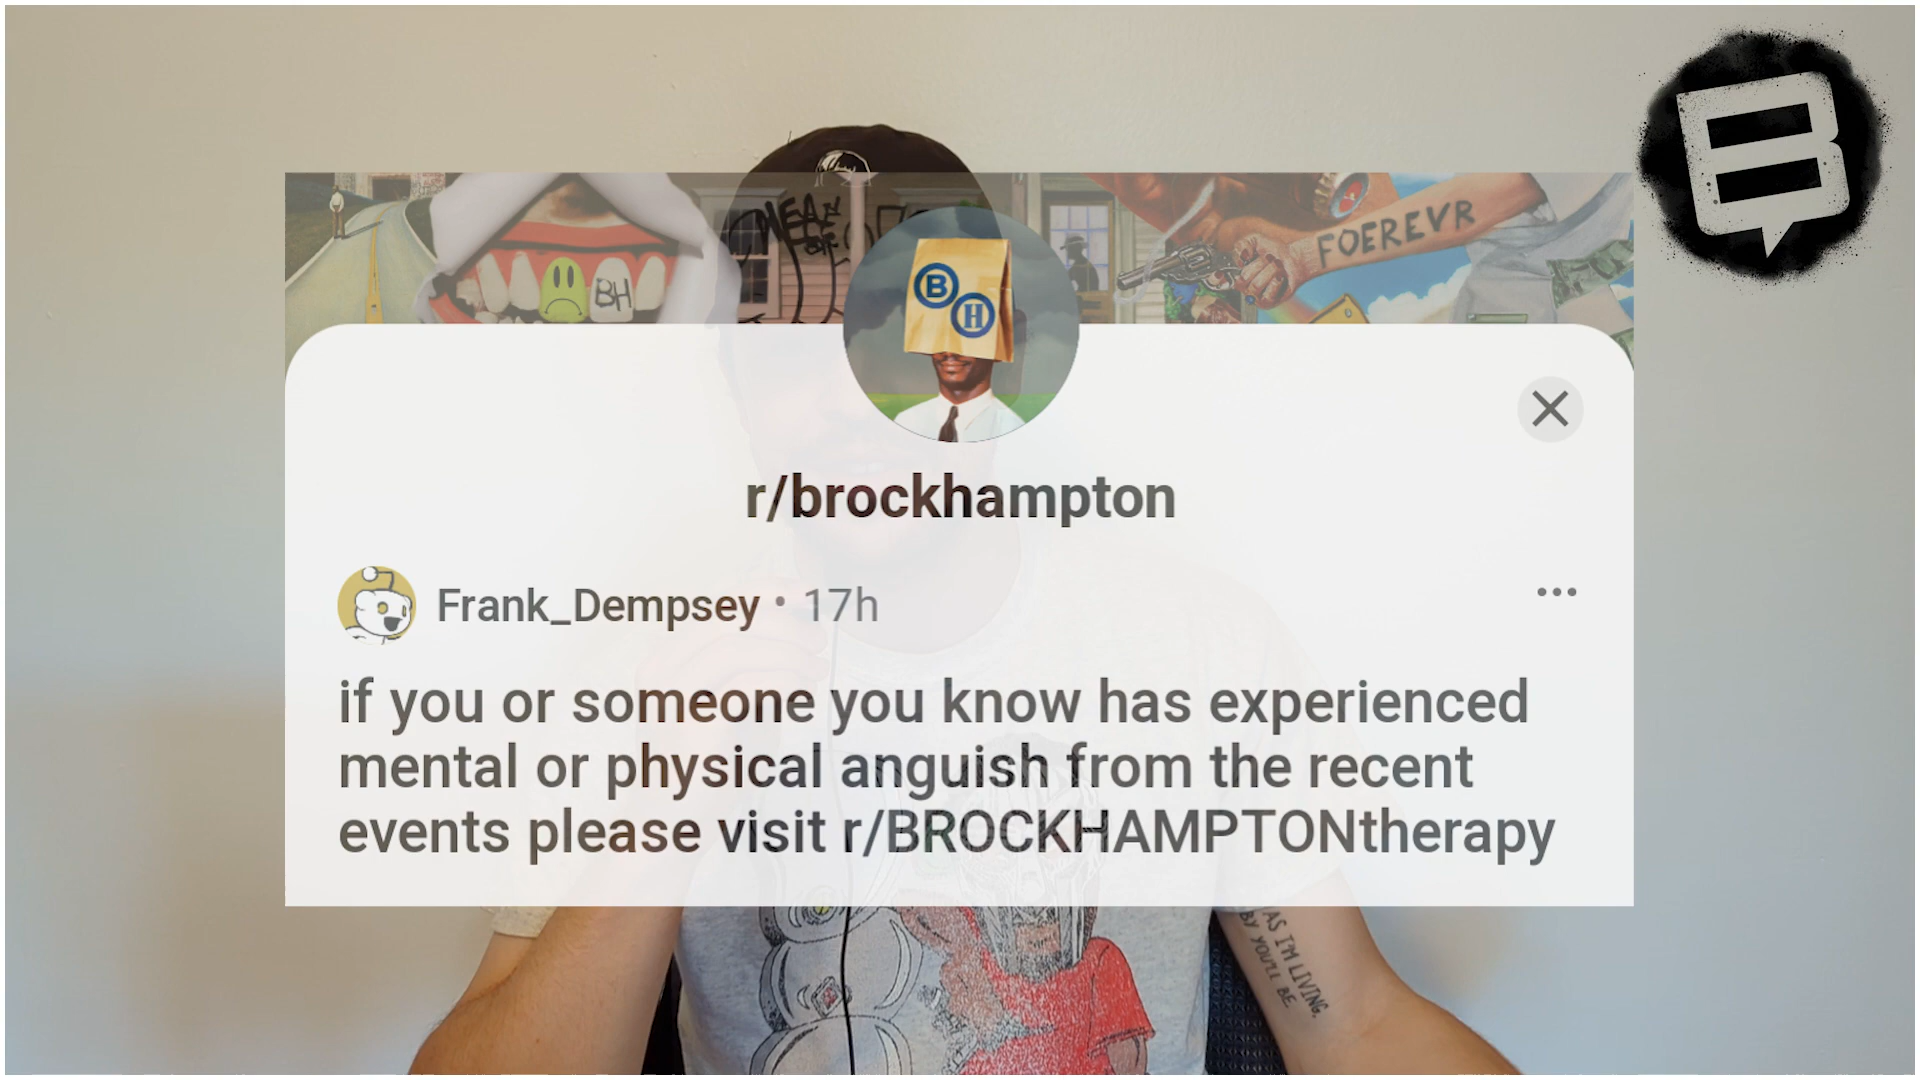 MEAN
BH
FOEREVR
B
H
B
r/brockhampton
Frank_Dempsey • 17h
if you or someone you know has experienced
mental or physical anguish from the recent
events please visit r/BROCKHAMPTONtherapy
AS I'M LIVING,
BY YOU'LL BE